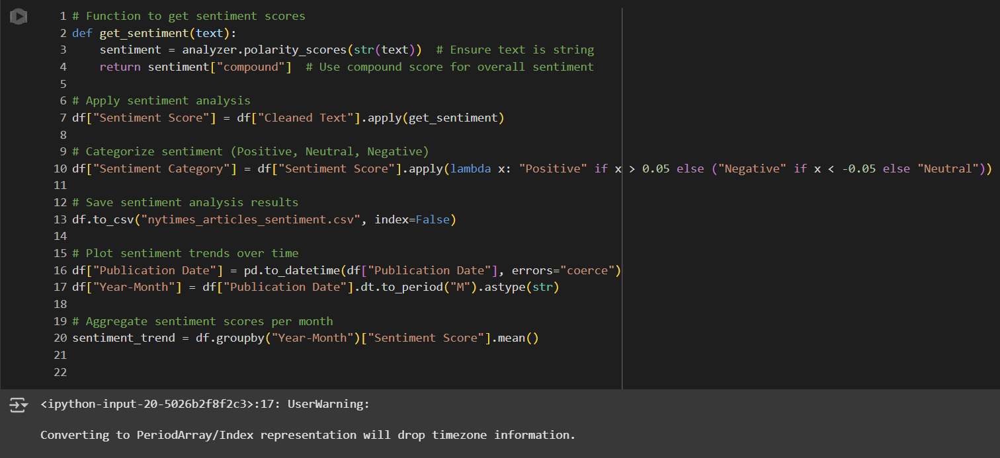 1 # Function to get sentiment scores
2 def get_sentiment(text):
3     sentiment = analyzer.polarity_scores(str(text))  # Ensure text is string
4     return sentiment["compound"]  # Use compound score for overall sentiment
5
6 # Apply sentiment analysis
7 df["Sentiment Score"] = df["Cleaned Text"].apply(get_sentiment)
8
9 # Categorize sentiment (Positive, Neutral, Negative)
10 df["Sentiment Category"] = df["Sentiment Score"].apply(lambda x: "Positive" if x > 0.05 else ("Negative" if x < -0.05 else "Neutral"))
11
12 # Save sentiment analysis results
13 df.to_csv("nytimes_articles_sentiment.csv", index=False)
14
15 # Plot sentiment trends over time
16 df["Publication Date"] = pd.to_datetime(df["Publication Date"], errors="coerce")
17 df["Year-Month"] = df["Publication Date"].dt.to_period("M").astype(str)
18
19 # Aggregate sentiment scores per month
20 sentiment_trend = df.groupby("Year-Month")["Sentiment Score"].mean()
21
22
<ipython-input-20-5026b2f8f2c3>:17: UserWarning:
Converting to PeriodArray/Index representation will drop timezone information.